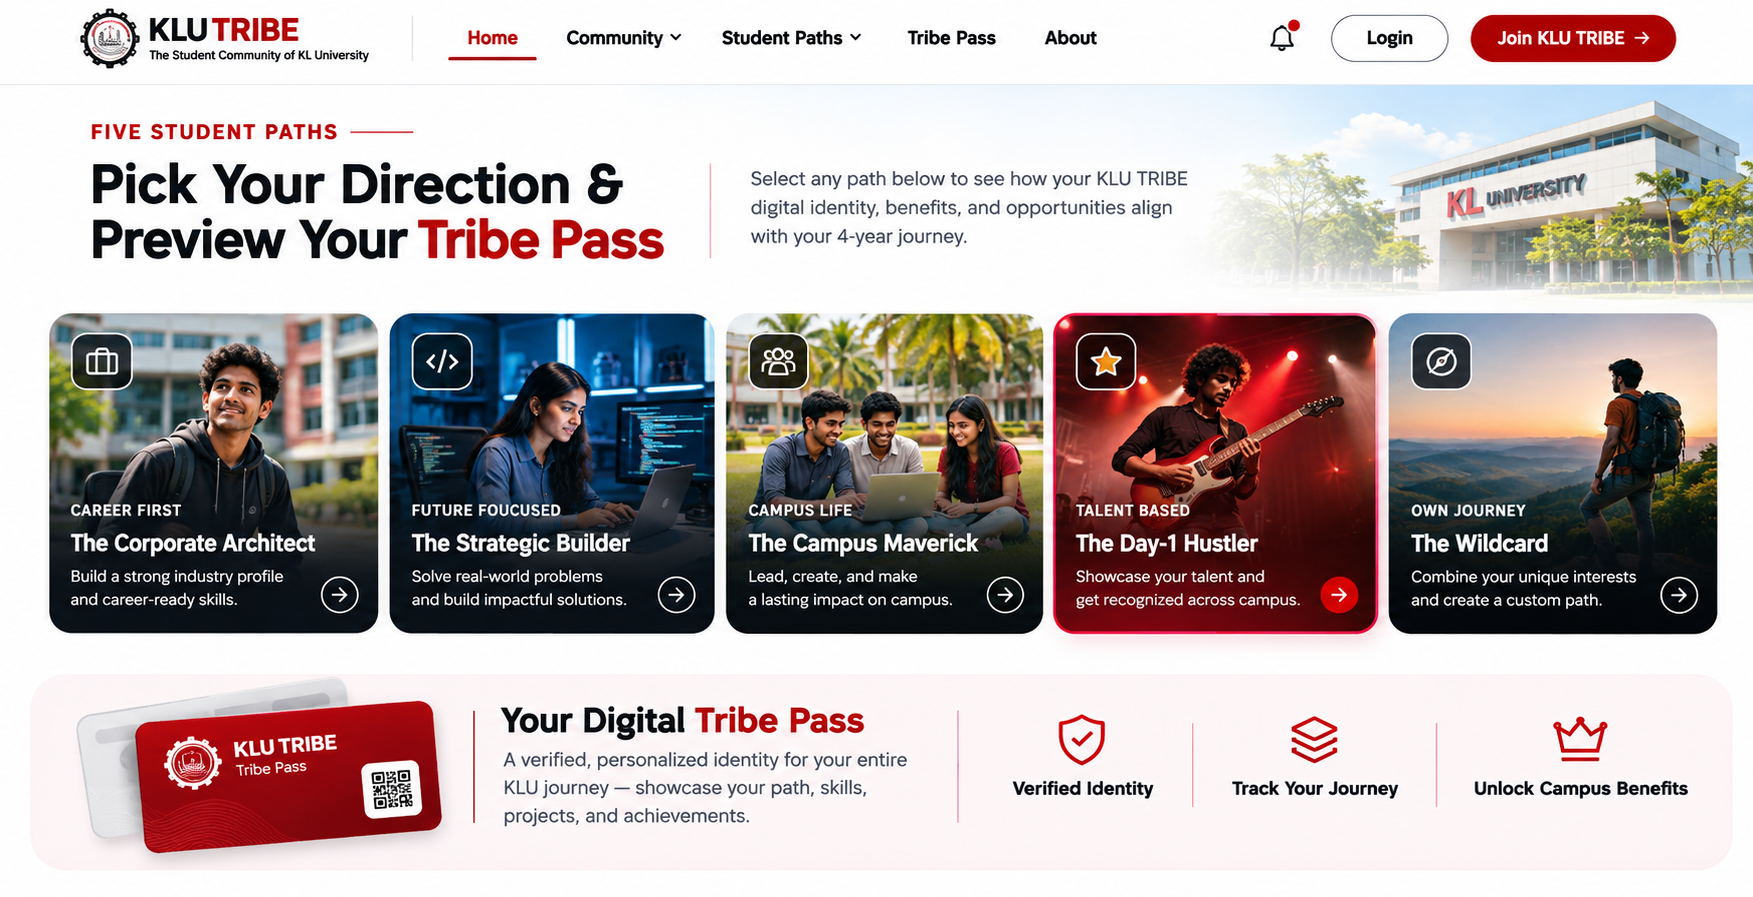 KLU TRIBE
The Student Community of KL University
Home
Community
Student Paths
Tribe Pass
About
Login
Join KLU TRIBE →
FIVE STUDENT PATHS
Pick Your Direction &
Preview Your Tribe Pass
Select any path below to see how your KLU TRIBE
digital identity, benefits, and opportunities align
with your 4-year journey.
KL UNIVERSITY
CAREER FIRST
The Corporate Architect
Build a strong industry profile
and career-ready skills.
FUTURE FOUCUSED
The Strategic Builder
Solve real-world problems
and build impactful solutions.
CAMPUS LIFE
The Campus Maverick
Lead, create, and make
a lasting impact on campus.
TALENT BASED
The Day-1 Hustler
Showcase your talent and
get recognized across campus.
OWN JOURNEY
The Wildcard
Combine your unique interests
and create a custom path.
KLU TRIBE
Tribe Pass
Your Digital Tribe Pass
A verified, personalized identity for your entire
KLU journey — showcase your path, skills,
projects, and achievements.
Verified Identity
Track Your Journey
Unlock Campus Benefits